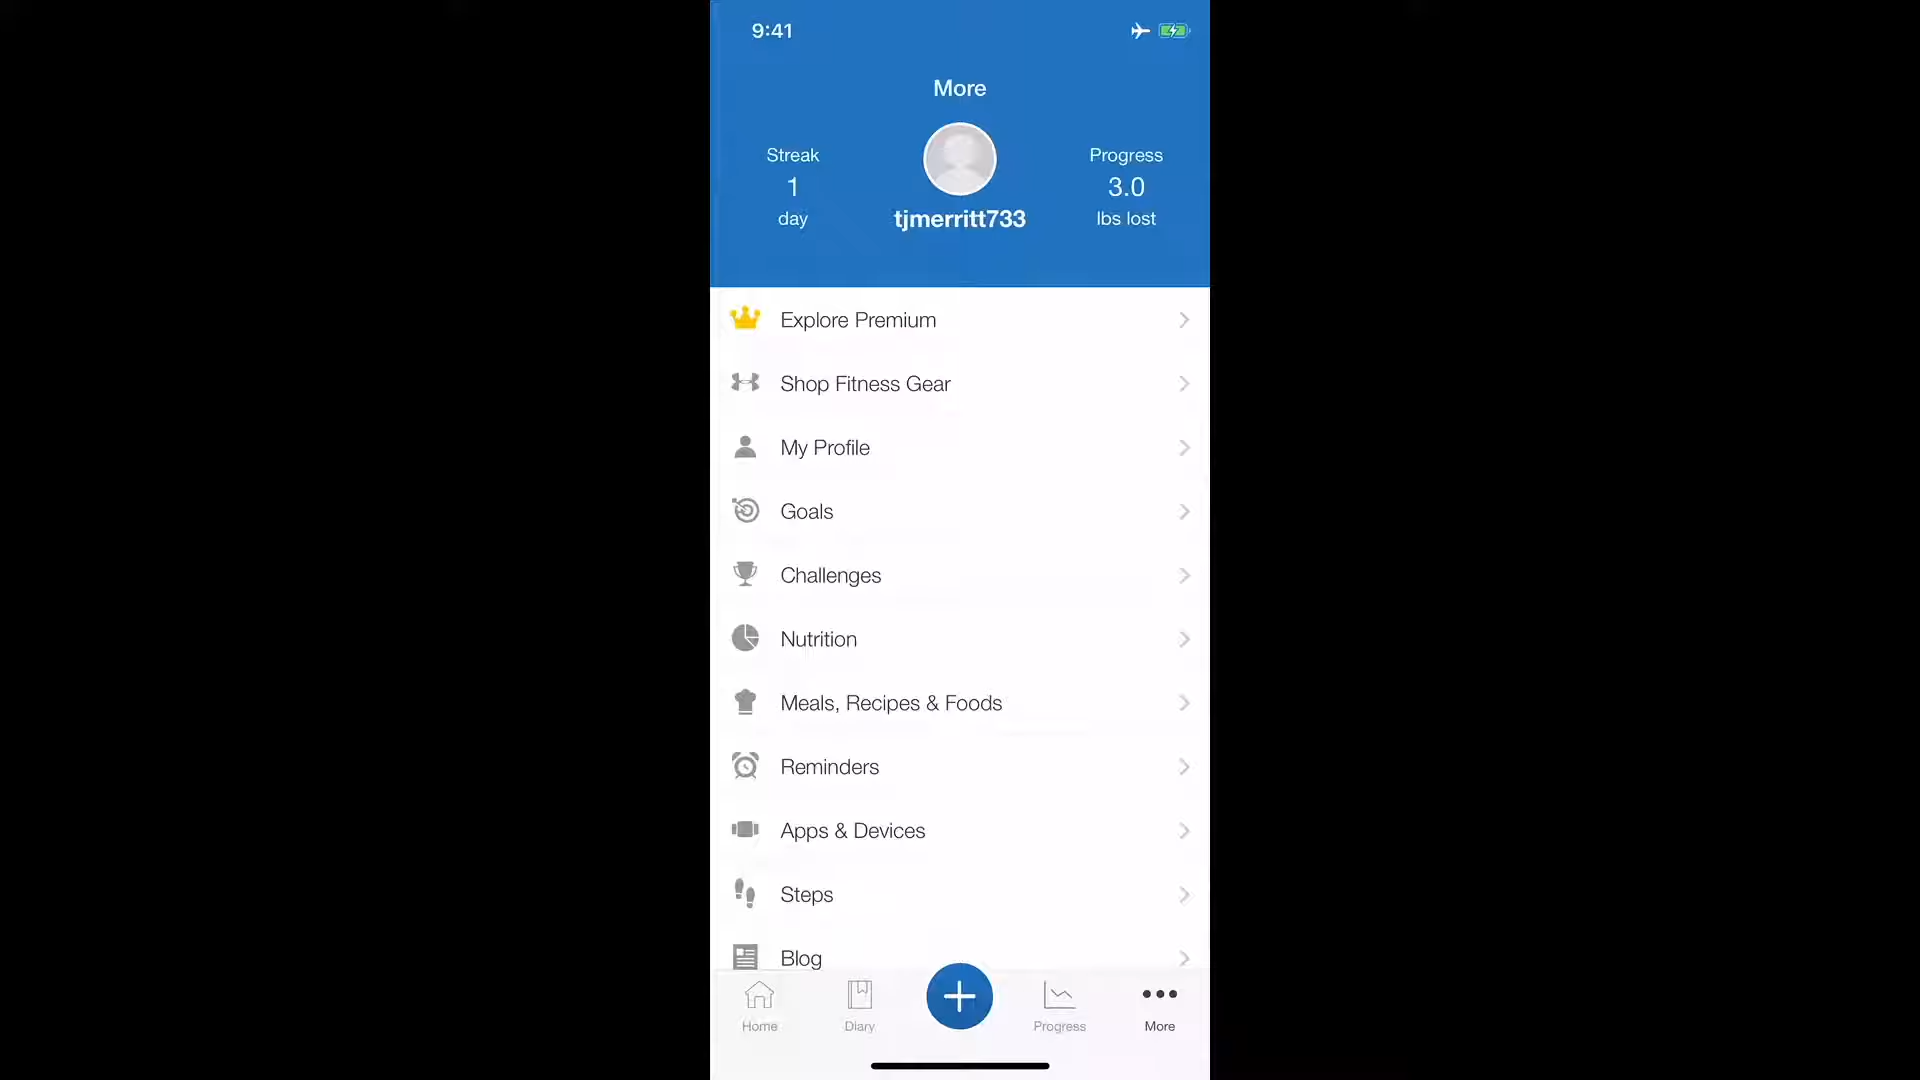 9:41
More
Streak
1
day
tjmerritt733
Progress
3.0
lbs lost
Explore Premium
Shop Fitness Gear
My Profile
Goals
Challenges
Nutrition
Meals, Recipes & Foods
Reminders
Apps & Devices
Steps
Blog
Home
Diary
Progress
More